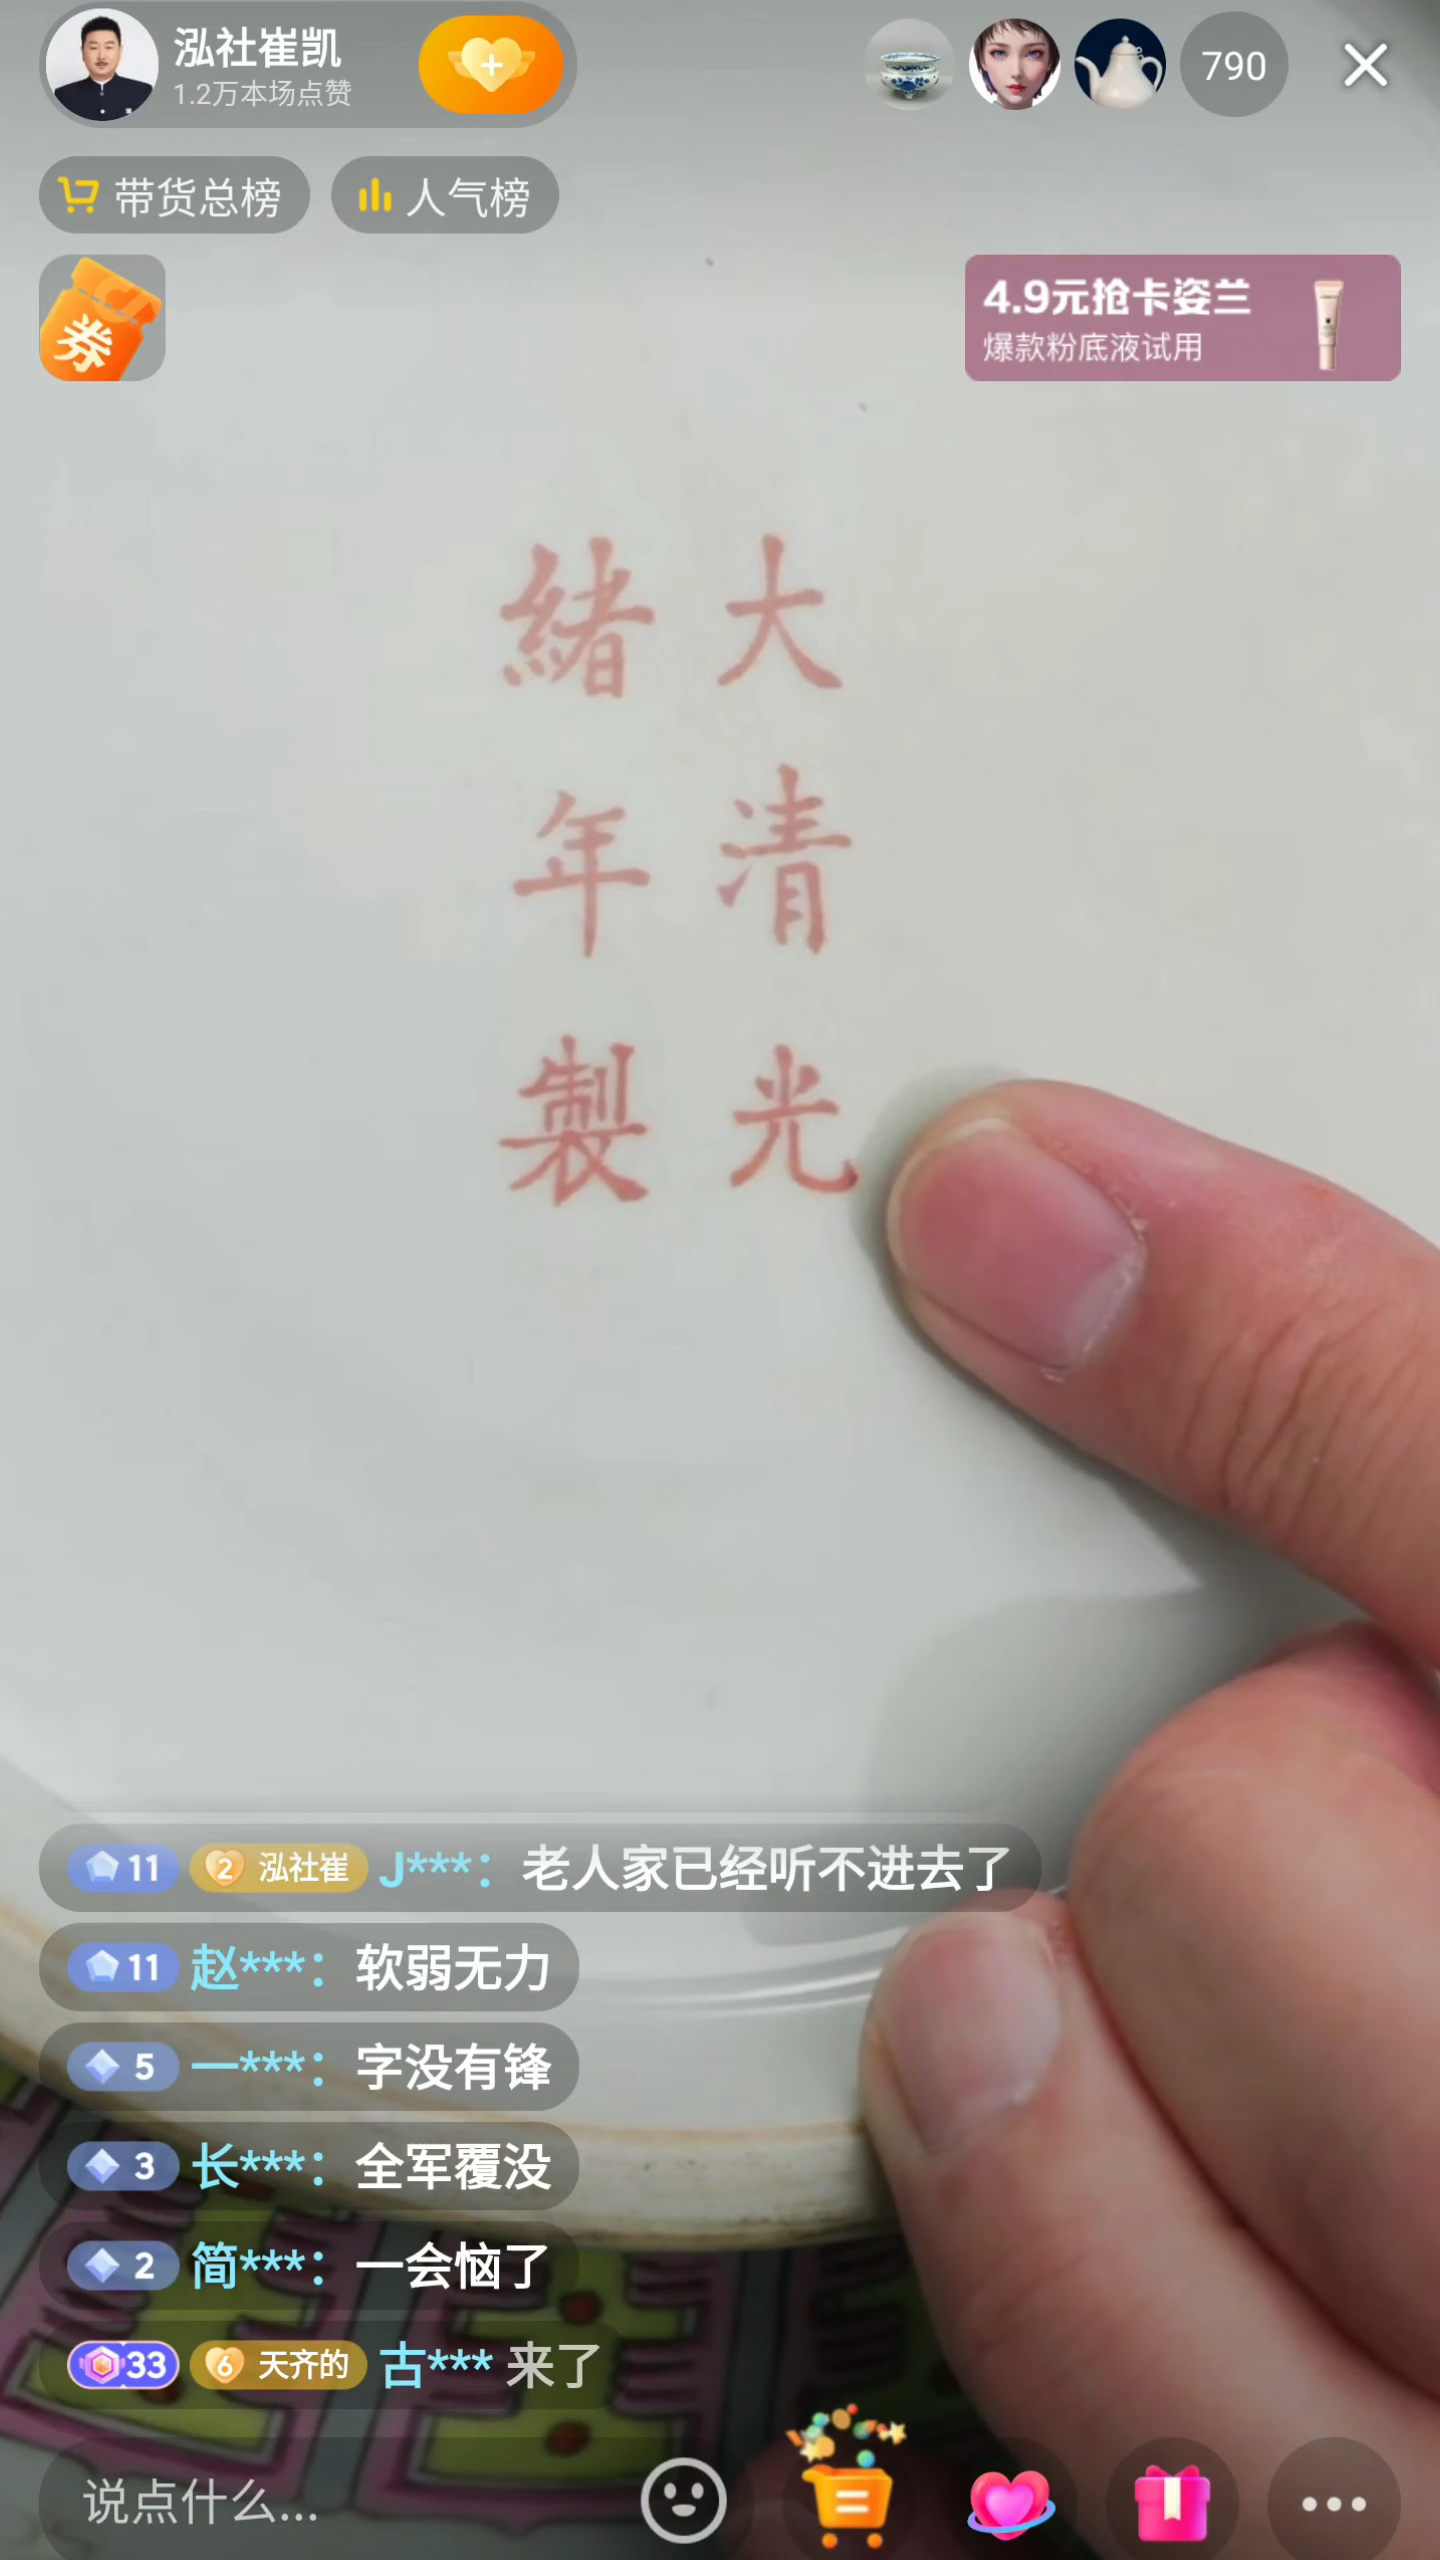 泓社崔凯
1.2万本场点赞
790
带货总榜
人气榜
券
4.9元抢卡姿兰
爆款粉底液试用
大清光
緒年製
11 2 泓社崔 J***：老人家已经听不进去了
11 赵***：软弱无力
5 一***：字没有锋
3 长***：全军覆没
2 简***：一会恼了
33 6 天齐的 古*** 来了
说点什么...